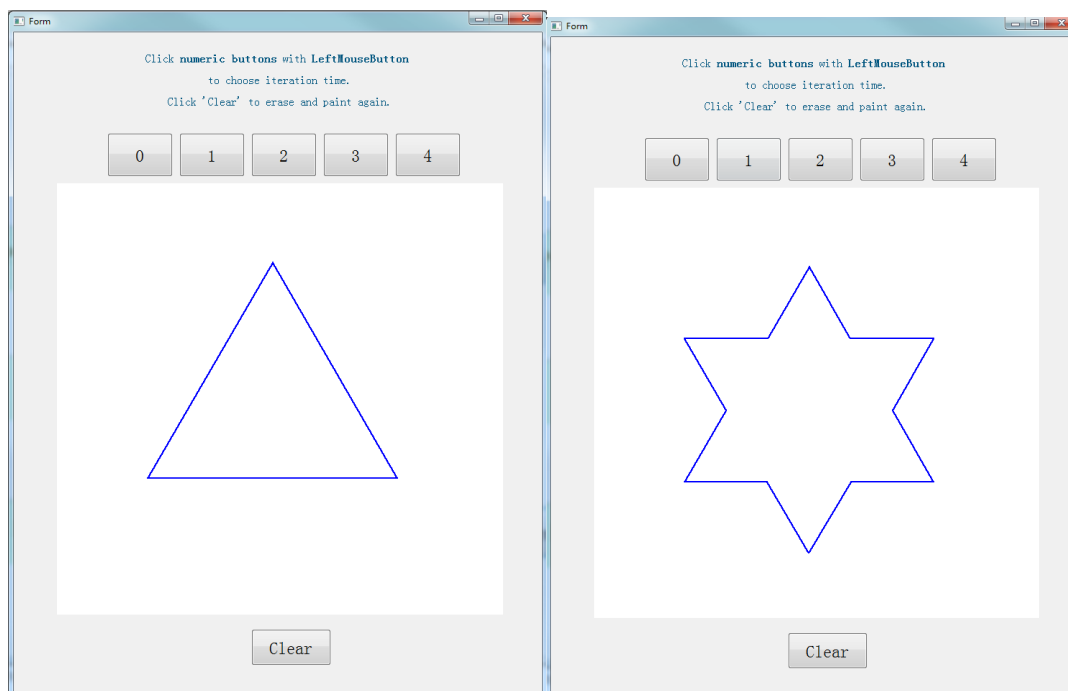 Form
Click numeric buttons with LeftMouseButton
to choose iteration time.
Click 'Clear' to erase and paint again.
0 1 2 3 4
Clear
Form
Click numeric buttons with LeftMouseButton
to choose iteration time.
Click 'Clear' to erase and paint again.
0 1 2 3 4
Clear